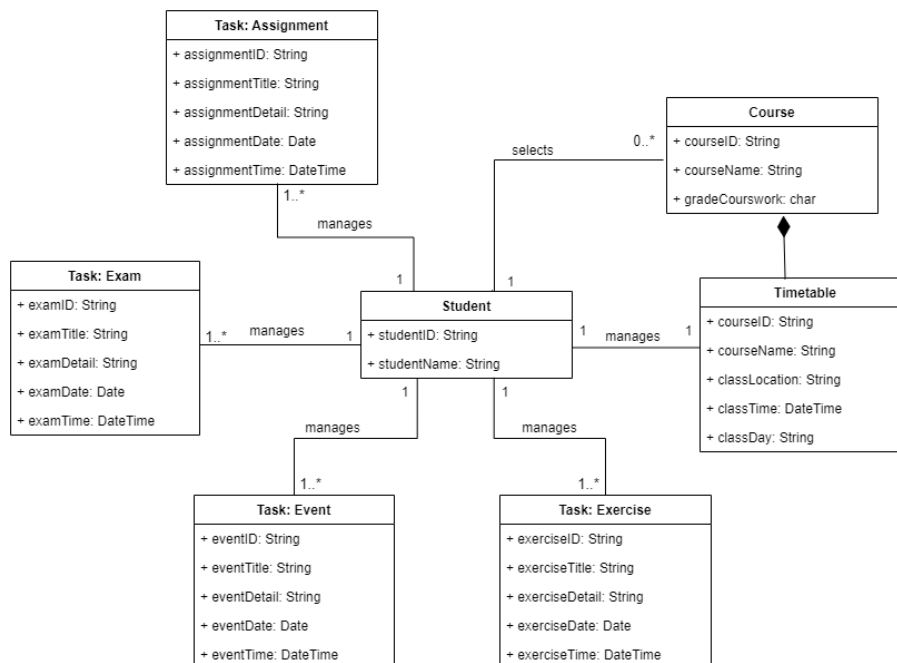 Task: Assignment
+ assignmentID: String
+ assignmentTitle: String
+ assignmentDetail: String
+ assignmentDate: Date
+ assignmentTime: DateTime
1..*
manages
1
Course
+ courseID: String
+ courseName: String
+ gradeCourswork: char
0..*
selects
1
Task: Exam
+ examID: String
+ examTitle: String
+ examDetail: String
+ examDate: Date
+ examTime: DateTime
1..*
manages
1
Student
+ studentID: String
+ studentName: String
1
manages
1
Timetable
+ courseID: String
+ courseName: String
+ classLocation: String
+ classTime: DateTime
+ classDay: String
1
manages
1..*
1
manages
1..*
Task: Event
+ eventID: String
+ eventTitle: String
+ eventDetail: String
+ eventDate: Date
+ eventTime: DateTime
Task: Exercise
+ exerciseID: String
+ exerciseTitle: String
+ exerciseDetail: String
+ exerciseDate: Date
+ exerciseTime: DateTime